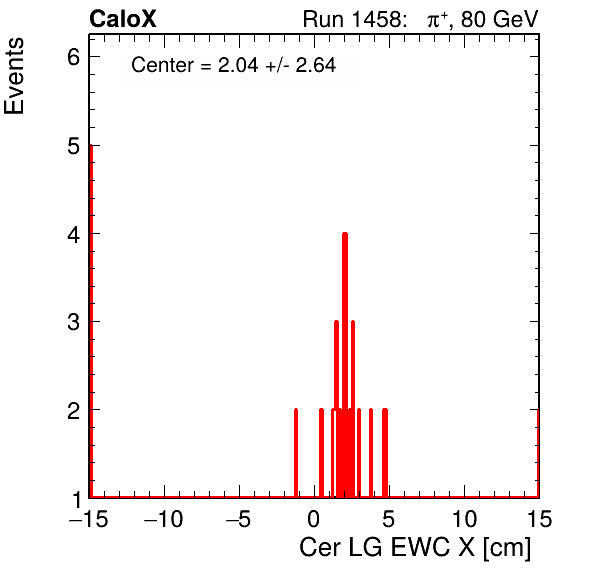 CaloX Run 1458: π⁺, 80 GeV
Events
Center = 2.04 +/- 2.64
6
5
4
3
2
1
−15 −10 −5 0 5 10 15
Cer LG EWC X [cm]